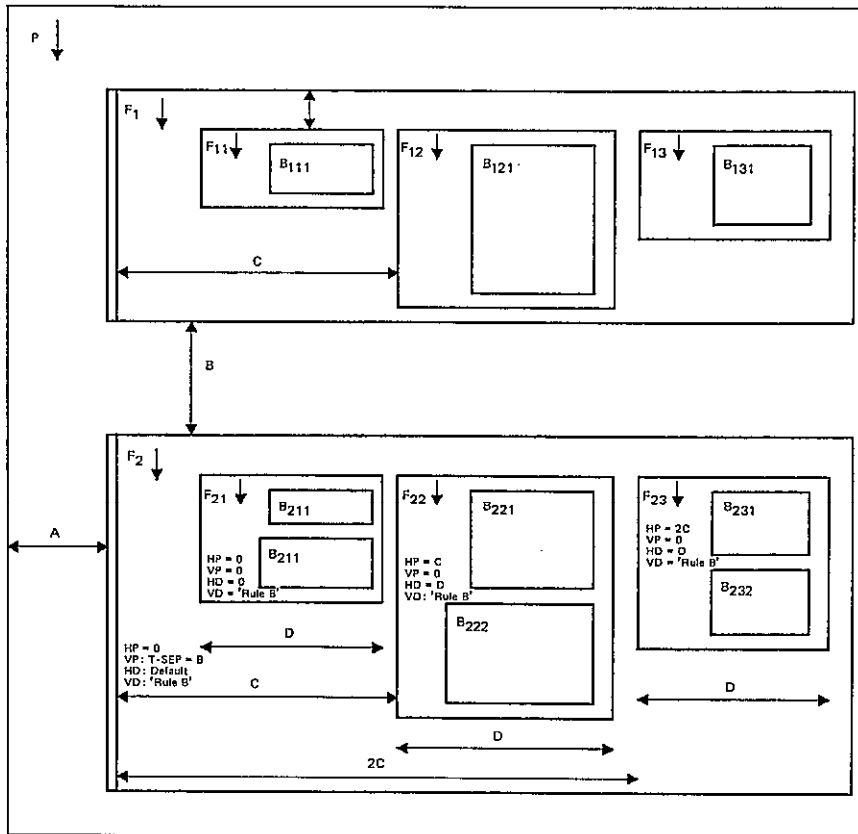 P
F1
F11
B111
F12
B121
F13
B131
C
B
F2
F21
B211
B211
HP = 0
VP = 0
HD = 0
VD = 'Rule B'
F22
B221
HP = C
VP = 0
HD = D
VD: 'Rule B'
B222
F23
B231
HP = 2C
VP = 0
HD = D
VD = 'Rule B'
B232
A
D
HP = 0
VP: T-SEP = B
HD: Default
VD: 'Rule B'
C
D
D
2C